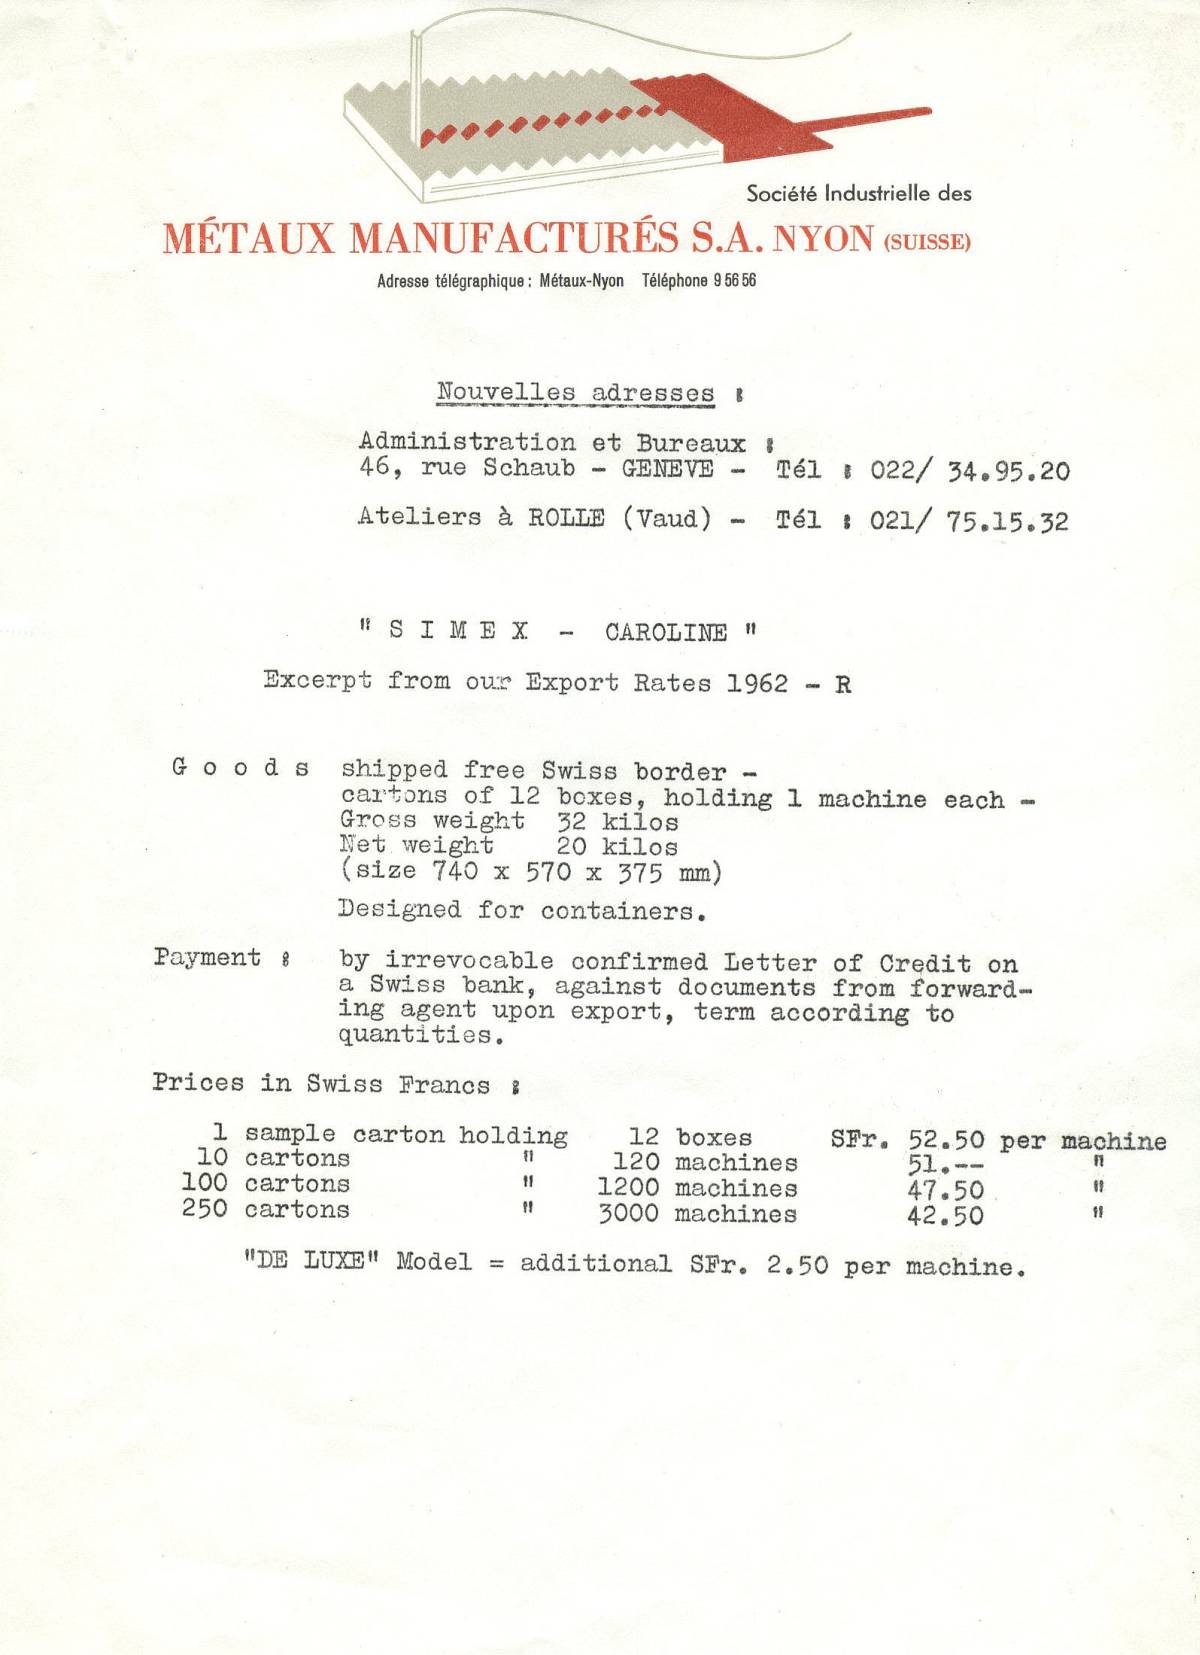 Société Industrielle des
MÉTAUX MANUFACTURÉS S.A. NYON (SUISSE)
Adresse télégraphique : Métaux-Nyon Téléphone 9 56 56
Nouvelles adresses :
Administration et Bureaux :
46, rue Schaub - GENEVE - Tél : 022/ 34.95.20
Ateliers à ROLLE (Vaud) - Tél : 021/ 75.15.32
" S I M E X - CAROLINE "
Excerpt from our Export Rates 1962 - R
G o o d s shipped free Swiss border -
cartons of 12 boxes, holding 1 machine each -
Gross weight 32 kilos
Net weight 20 kilos
(size 740 x 570 x 375 mm)
Designed for containers.
Payment : by irrevocable confirmed Letter of Credit on
a Swiss bank, against documents from forward-
ing agent upon export, term according to
quantities.
Prices in Swiss Francs :
1 sample carton holding 12 boxes SFr. 52.50 per machine
10 cartons " 120 machines 51.-- "
100 cartons " 1200 machines 47.50 "
250 cartons " 3000 machines 42.50 "
"DE LUXE" Model = additional SFr. 2.50 per machine.